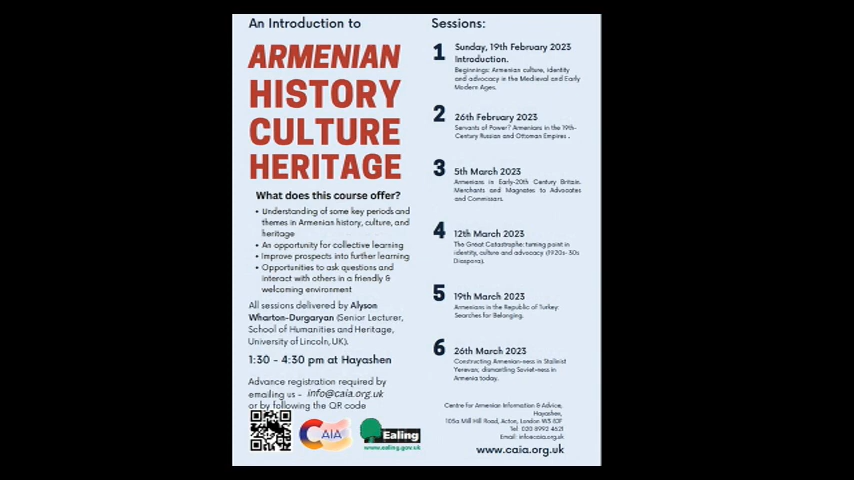 An Introduction to
ARMENIAN
HISTORY
CULTURE
HERITAGE
What does this course offer?
• Understanding of some key periods and
themes in Armenian history, culture, and
heritage
• An opportunity for collective learning
• Improve prospects into further learning
• Opportunities to ask questions and
interact with others in a friendly &
welcoming environment
All sessions delivered by Alyson
Wharton-Durgaryan (Senior Lecturer,
School of Humanities and Heritage,
University of Lincoln, UK).
1:30 - 4:30 pm at Hayashen
Advance registration required by
emailing us - info@caia.org.uk
or by following the QR code
CAIA
Ealing
www.ealing.gov.uk
Sessions:
1 Sunday, 19th February 2023
Introduction.
Beginnings: Armenian culture, identity
and advocacy in the Medieval and Early
Modern Ages.
2 26th February 2023
Servants of Power? Armenians in the 19th-
Century Russian and Ottoman Empires .
3 5th March 2023
Armenians in Early-20th Century Britain.
Merchants and Magnates to Advocates
and Commissars.
4 12th March 2023
The Great Catastrophe: turning point in
identity, culture and advocacy (1920s-30s
Diaspora).
5 19th March 2023
Armenians in the Republic of Turkey:
Searches for Belonging.
6 26th March 2023
Constructing Armenian-ness in Stalinist
Yerevan, dismantling Soviet-ness in
Armenia today.
Centre for Armenian Information & Advice,
Hayashen,
105a Mill Hill Road, Acton, London W3 8JF
Tel: 020 8992 4621
Email: info@caia.org.uk
www.caia.org.uk